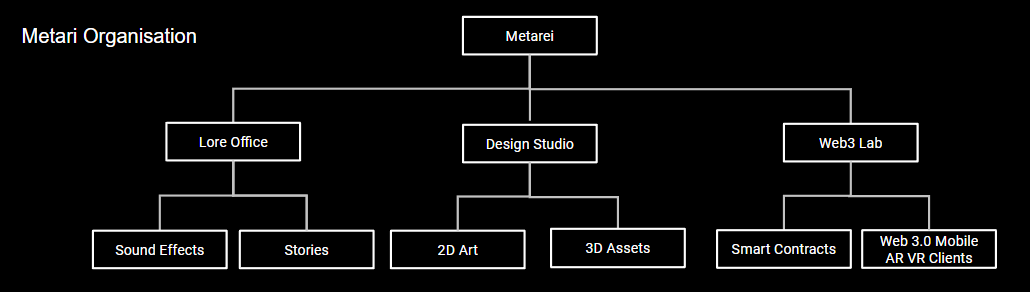 Metari Organisation
Metarei
Lore Office
Design Studio
Web3 Lab
Sound Effects
Stories
2D Art
3D Assets
Smart Contracts
Web 3.0 Mobile
AR VR Clients